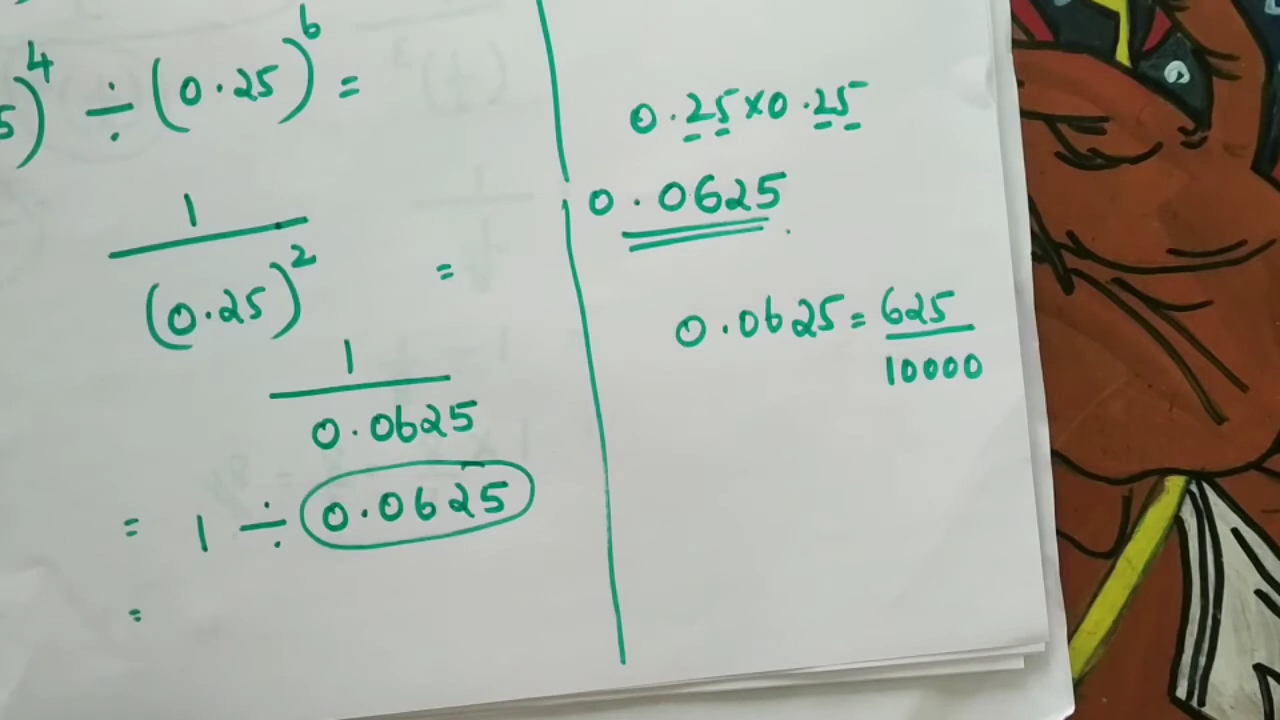 5)⁴ ÷ (0.25)⁶ =
1
(0.25)² =
1
0.0625
= 1 ÷ 0.0625
=
0.25 × 0.25
0.0625
0.0625 = 625
10000